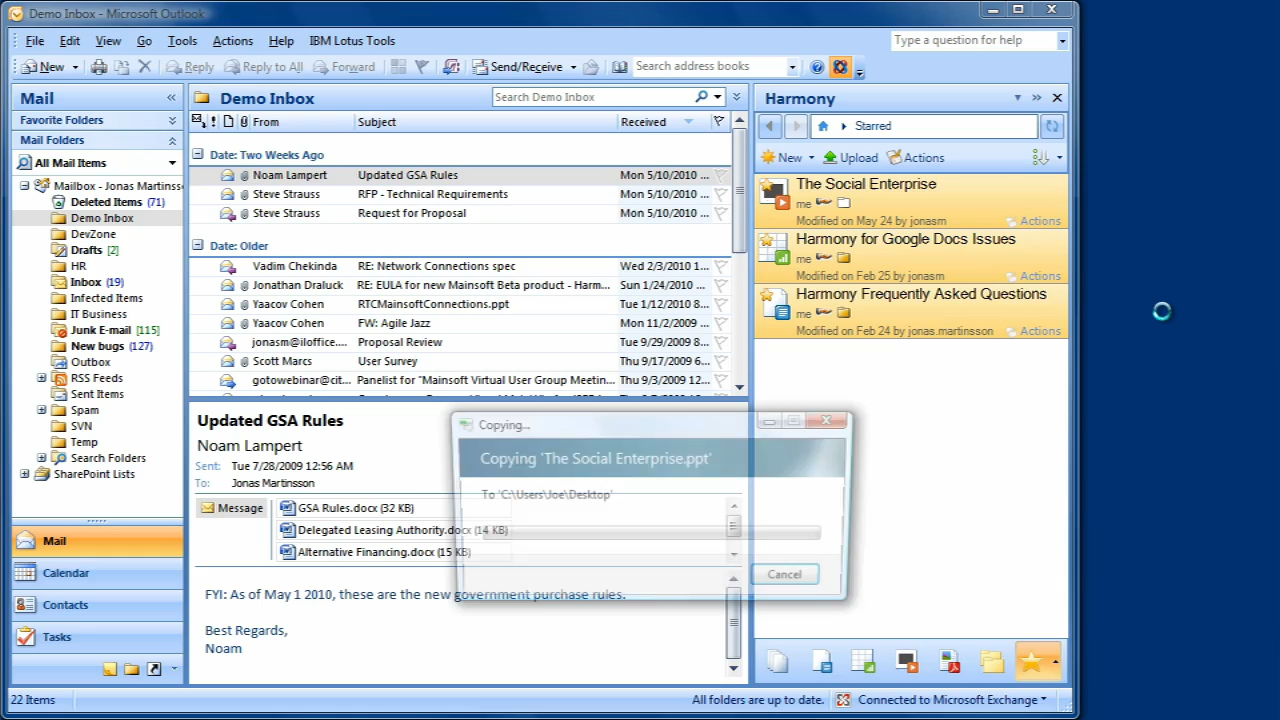 Demo Inbox - Microsoft Outlook
File Edit View Go Tools Actions Help IBM Lotus Tools
Type a question for help
New Reply Reply to All Forward Send/Receive Search address books
Mail
Favorite Folders
Mail Folders
All Mail Items
Mailbox - Jonas Martinss
Deleted Items (71)
Demo Inbox
DevZone
Drafts [2]
HR
Inbox (19)
Infected Items
IT Business
Junk E-mail [115]
New bugs (127)
Outbox
RSS Feeds
Sent Items
Spam
SVN
Temp
Search Folders
SharePoint Lists
Mail
Calendar
Contacts
Tasks
Demo Inbox
Search Demo Inbox
From Subject Received
Date: Two Weeks Ago
Noam Lampert Updated GSA Rules Mon 5/10/2010 ...
Steve Strauss RFP - Technical Requirements Mon 5/10/2010 ...
Steve Strauss Request for Proposal Mon 5/10/2010 ...
Date: Older
Vadim Chekinda RE: Network Connections spec Wed 2/3/2010 1...
Jonathan Draluck RE: EULA for new Mainsoft Beta product - Harm... Sun 1/24/2010 ...
Yaacov Cohen RTCMainsoftConnections.ppt Tue 1/12/2010 8...
Yaacov Cohen FW: Agile Jazz Mon 11/2/2009 ...
jonasm@iloffice.... Proposal Review Tue 9/29/2009 8...
Scott Marcs User Survey Thu 9/17/2009 6...
gotowebinar@cit... Panelist for "Mainsoft Virtual User Group Meetin... Thu 9/3/2009 12...
Updated GSA Rules
Noam Lampert
Sent: Tue 7/28/2009 12:56 AM
To: Jonas Martinsson
Message
GSA Rules.docx (32 KB)
Delegated Leasing Authority.docx (14 KB)
Alternative Financing.docx (15 KB)
FYI: As of May 1 2010, these are the new government purchase rules.
Best Regards,
Noam
Copying...
Copying 'The Social Enterprise.ppt'
To 'C:\Users\Joe\Desktop'
Cancel
Harmony
Starred
New Upload Actions
The Social Enterprise
me
Modified on May 24 by jonasm Actions
Harmony for Google Docs Issues
me
Modified on Feb 25 by jonasm Actions
Harmony Frequently Asked Questions
me
Modified on Feb 24 by jonas.martinsson Actions
22 Items
All folders are up to date. Connected to Microsoft Exchange